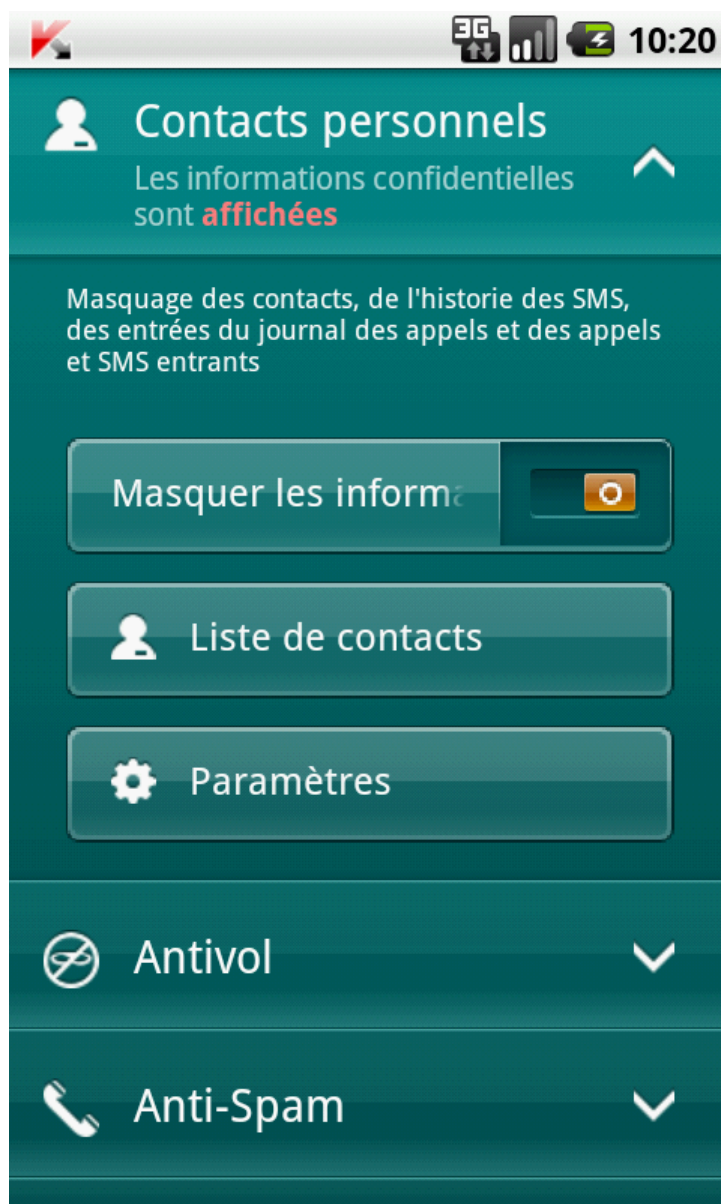 3G 10:20
Contacts personnels
Les informations confidentielles
sont affichées
Masquage des contacts, de l'historie des SMS,
des entrées du journal des appels et des appels
et SMS entrants
Masquer les informa
Liste de contacts
Paramètres
Antivol
Anti-Spam